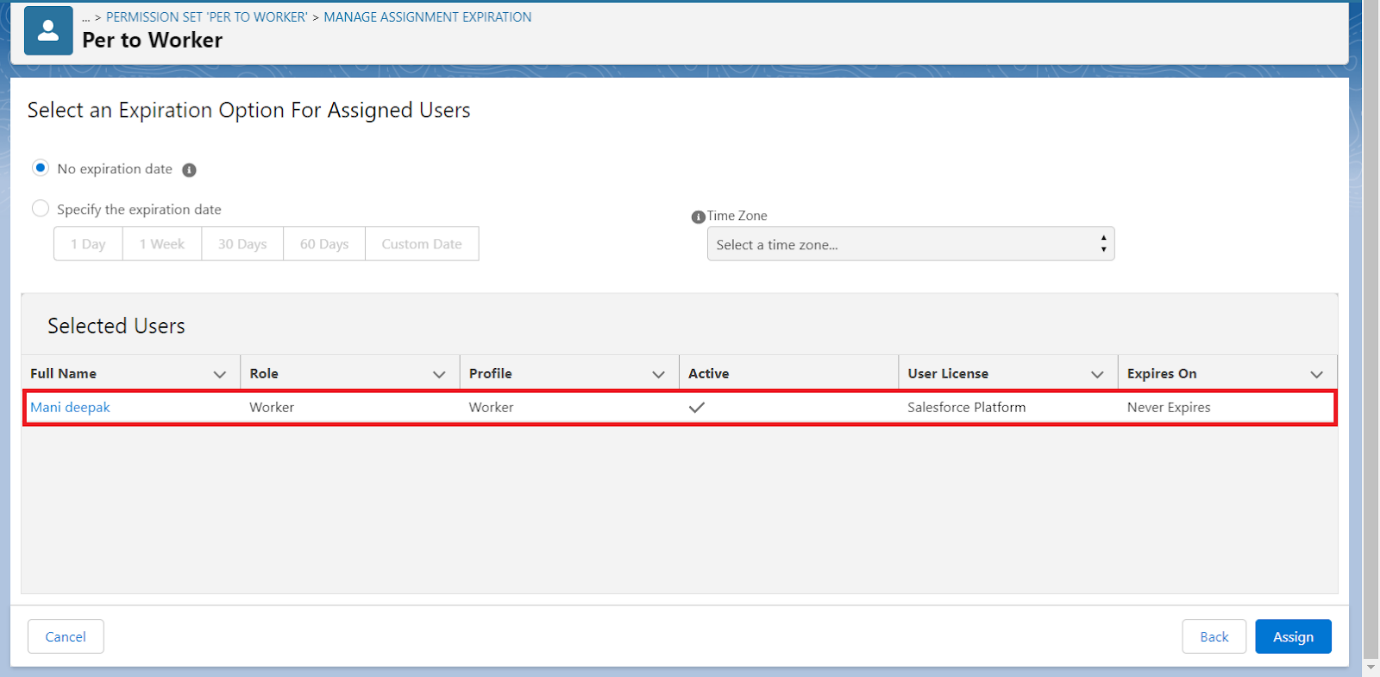 ... > PERMISSION SET 'PER TO WORKER' > MANAGE ASSIGNMENT EXPIRATION
Per to Worker
Select an Expiration Option For Assigned Users
No expiration date
Specify the expiration date
1 Day 1 Week 30 Days 60 Days Custom Date
Time Zone
Select a time zone...
Selected Users
Full Name Role Profile Active User License Expires On
Mani deepak Worker Worker Salesforce Platform Never Expires
Cancel Back Assign